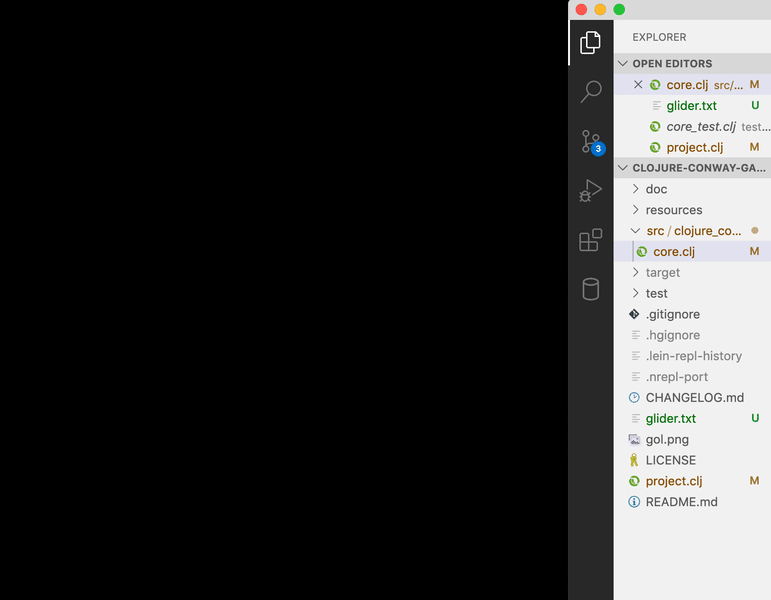 EXPLORER
OPEN EDITORS
core.clj src/... M
glider.txt U
core_test.clj test...
project.clj M
3
CLOJURE-CONWAY-GA...
doc
resources
src / clojure_co...
core.clj M
target
test
.gitignore
.hgignore
.lein-repl-history
.nrepl-port
CHANGELOG.md
glider.txt U
gol.png
LICENSE
project.clj M
README.md